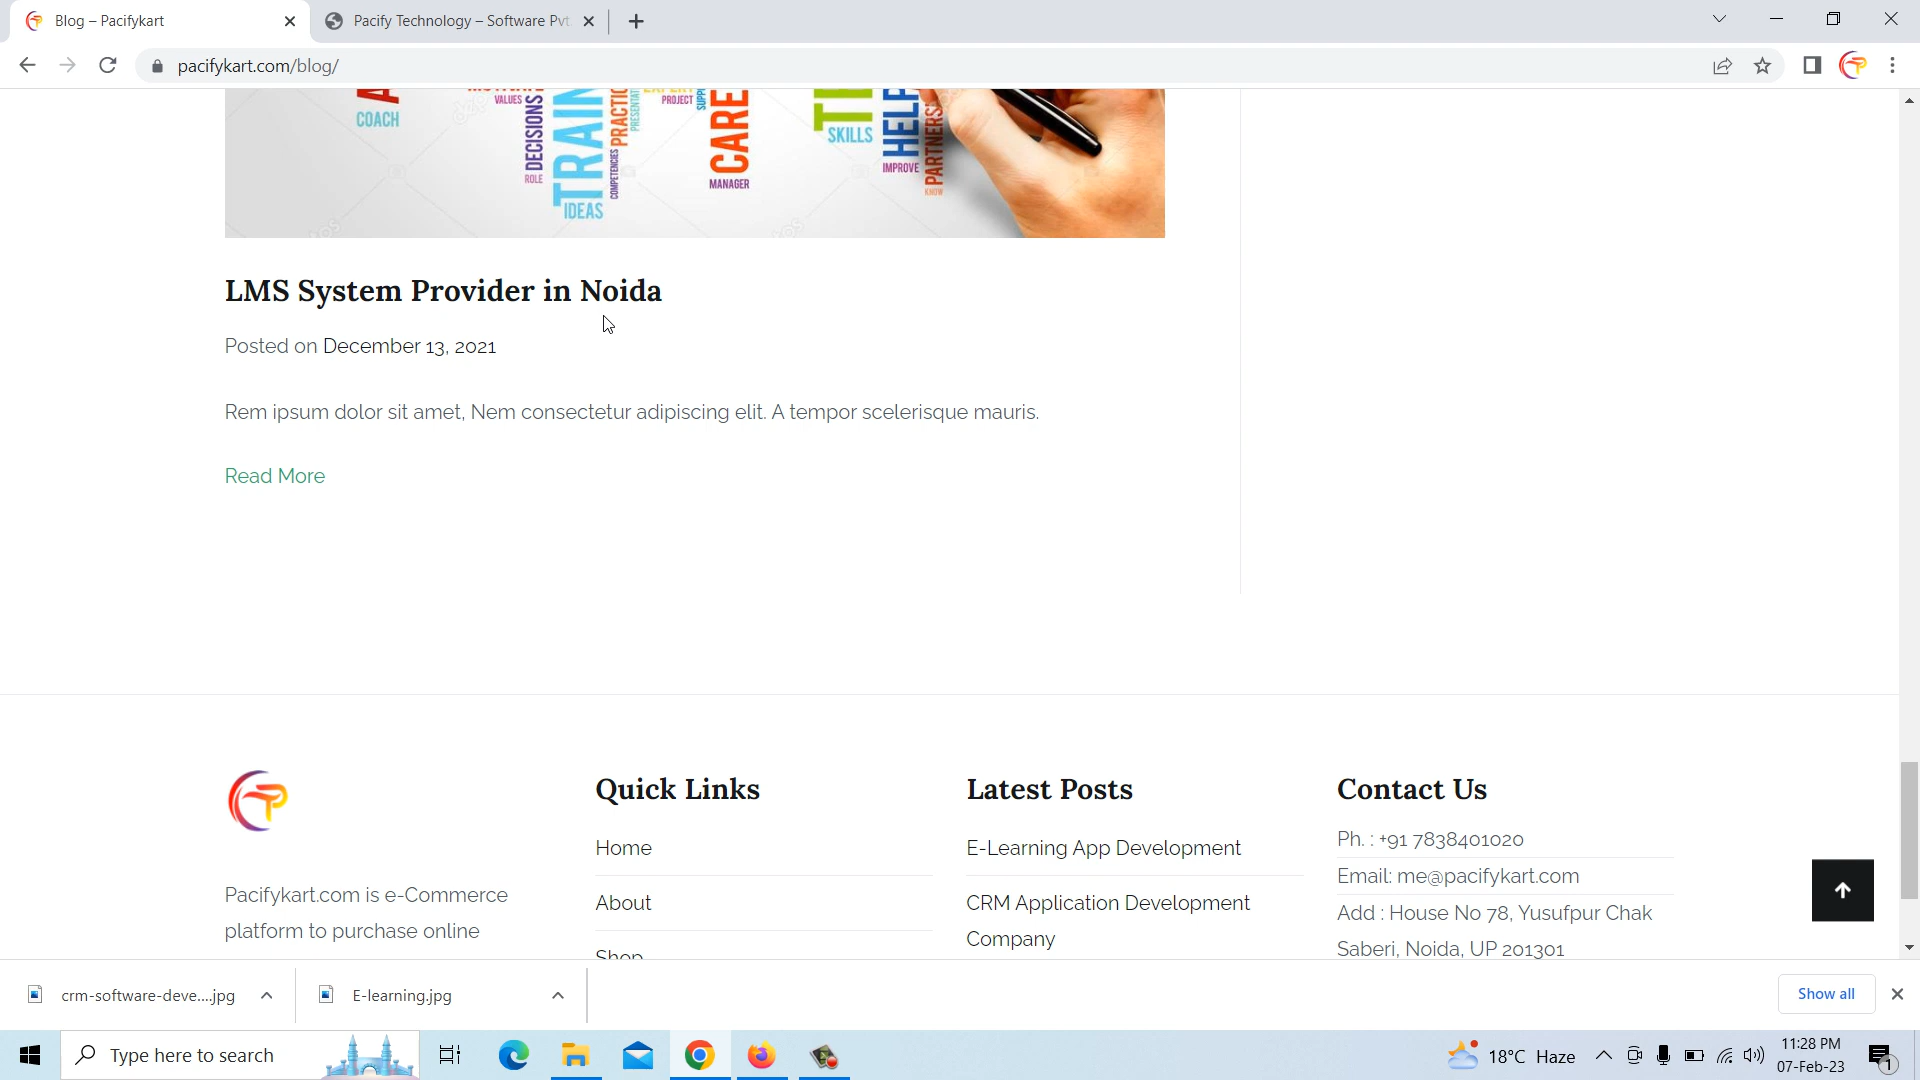 Blog – Pacifykart
Pacify Technology – Software Pvt.
pacifykart.com/blog/
COACH
VALUES
DECISIONS
ROLE
TRAIN
IDEAS
COMPETENCIES
PRACTIC
PROJECT
CARE
MANAGER
SKILLS
HELP
IMPROVE
PARTNERS
KNOW
LMS System Provider in Noida
Posted on December 13, 2021
Rem ipsum dolor sit amet, Nem consectetur adipiscing elit. A tempor scelerisque mauris.
Read More
Quick Links
Latest Posts
Contact Us
Home
E-Learning App Development
Ph. : +91 7838401020
Email: me@pacifykart.com
Pacifykart.com is e-Commerce
About
CRM Application Development
Add : House No 78, Yusufpur Chak
platform to purchase online
Company
Saberi, Noida, UP 201301
Shop
crm-software-deve....jpg
E-learning.jpg
Show all
Type here to search
18°C Haze
11:28 PM
07-Feb-23
1